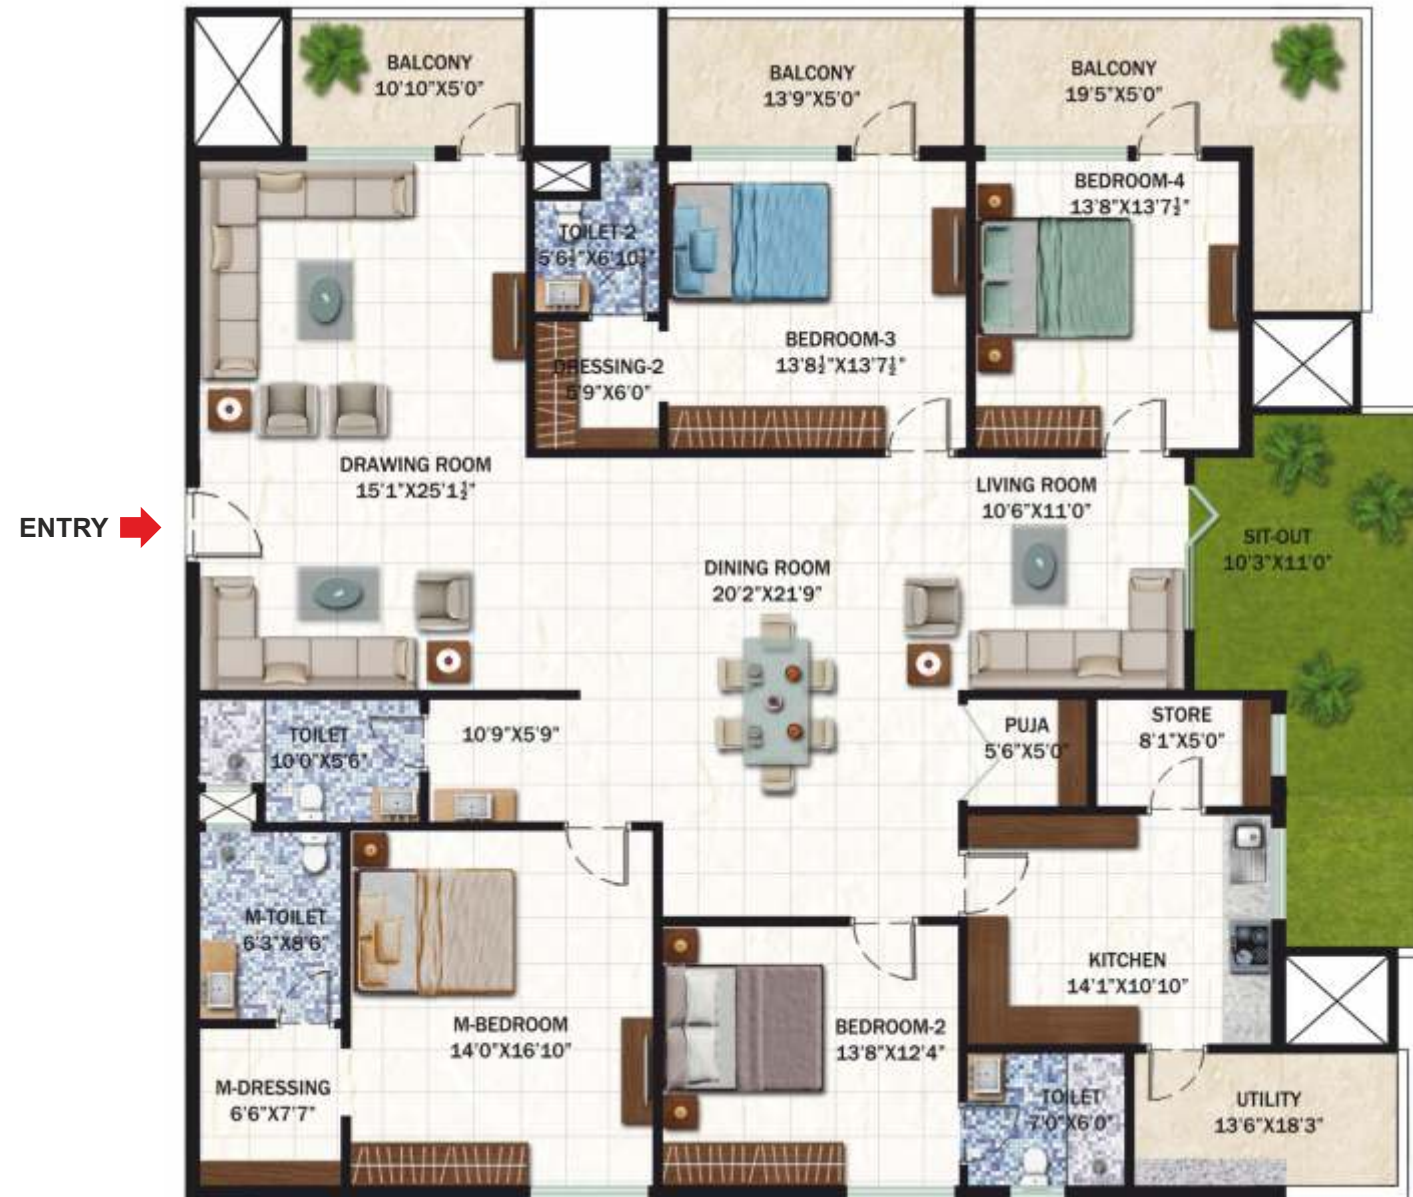 BALCONY
10'10"X5'0"
BALCONY
13'9"X5'0"
BALCONY
19'5"X5'0"
BEDROOM-4
13'8"X13'7½"
TOILET-2
5'6½"X6'10½"
BEDROOM-3
13'8½"X13'7½"
DRESSING-2
5'9"X6'0"
DRAWING ROOM
15'1"X25'1½"
LIVING ROOM
10'6"X11'0"
ENTRY
SIT-OUT
10'3"X11'0"
DINING ROOM
20'2"X21'9"
TOILET
10'0"X5'6"
10'9"X5'9"
PUJA
5'6"X5'0"
STORE
8'1"X5'0"
M-TOILET
6'3"X8'6"
KITCHEN
14'1"X10'10"
M-BEDROOM
14'0"X16'10"
BEDROOM-2
13'8"X12'4"
M-DRESSING
6'6"X7'7"
TOILET
7'0"X6'0"
UTILITY
13'6"X18'3"